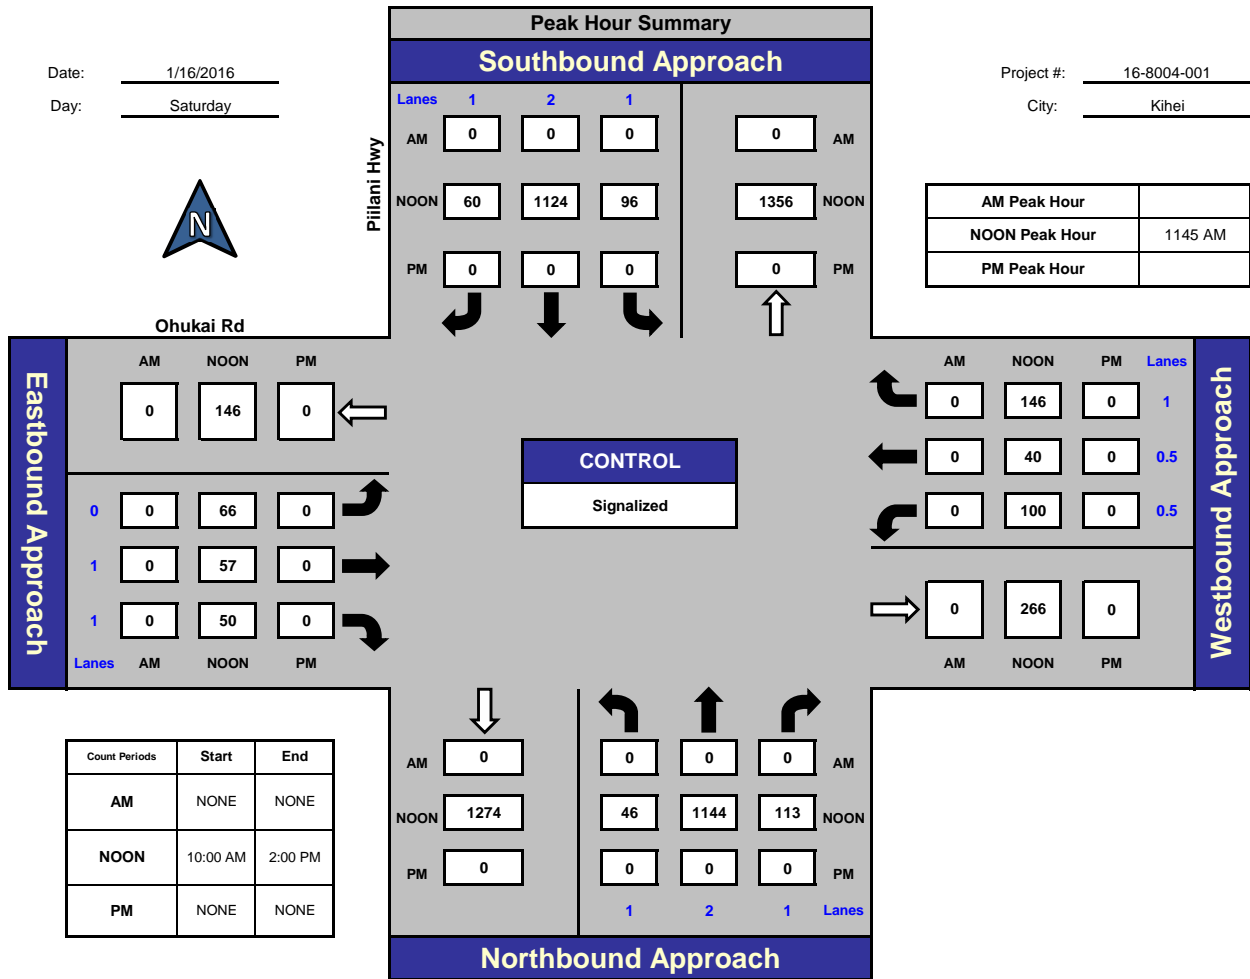 Peak Hour Summary
Southbound Approach
Date: 1/16/2016
Day: Saturday
Project #: 16-8004-001
City: Kihei
N
Piilani Hwy
Lanes 1 2 1
AM 0 0 0 0 AM
NOON 60 1124 96 1356 NOON
PM 0 0 0 0 PM
AM Peak Hour
NOON Peak Hour 1145 AM
PM Peak Hour
Ohukai Rd
Eastbound Approach
AM NOON PM
0 146 0
0 0 66 0
1 0 57 0
1 0 50 0
Lanes AM NOON PM
CONTROL
Signalized
AM NOON PM Lanes
0 146 0 1
0 40 0 0.5
0 100 0 0.5
0 266 0
AM NOON PM
Westbound Approach
Count Periods Start End
AM NONE NONE
NOON 10:00 AM 2:00 PM
PM NONE NONE
AM 0 0 0 0 AM
NOON 1274 46 1144 113 NOON
PM 0 0 0 0 PM
1 2 1 Lanes
Northbound Approach